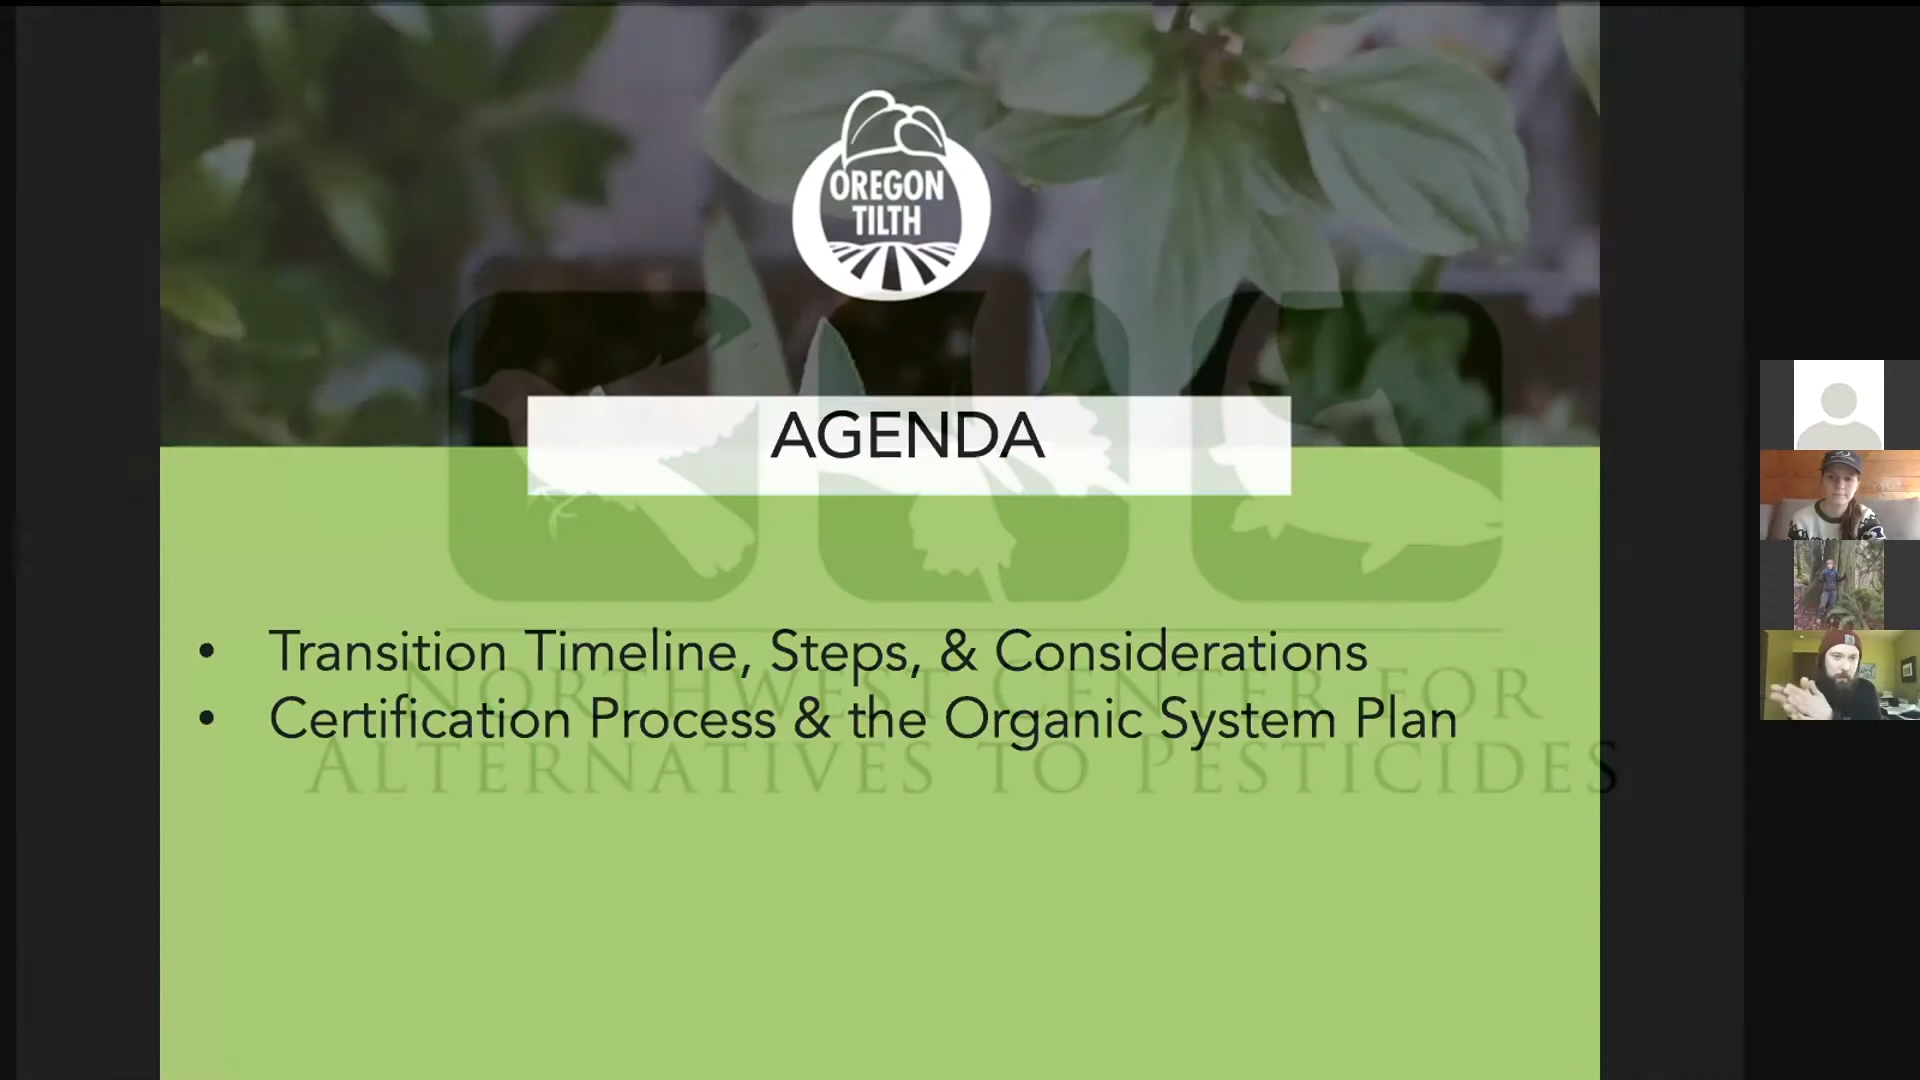 OREGON
TILTH
AGENDA
• Transition Timeline, Steps, & Considerations
• Certification Process & the Organic System Plan
NORTHWEST CENTER FOR
ALTERNATIVES TO PESTICIDES